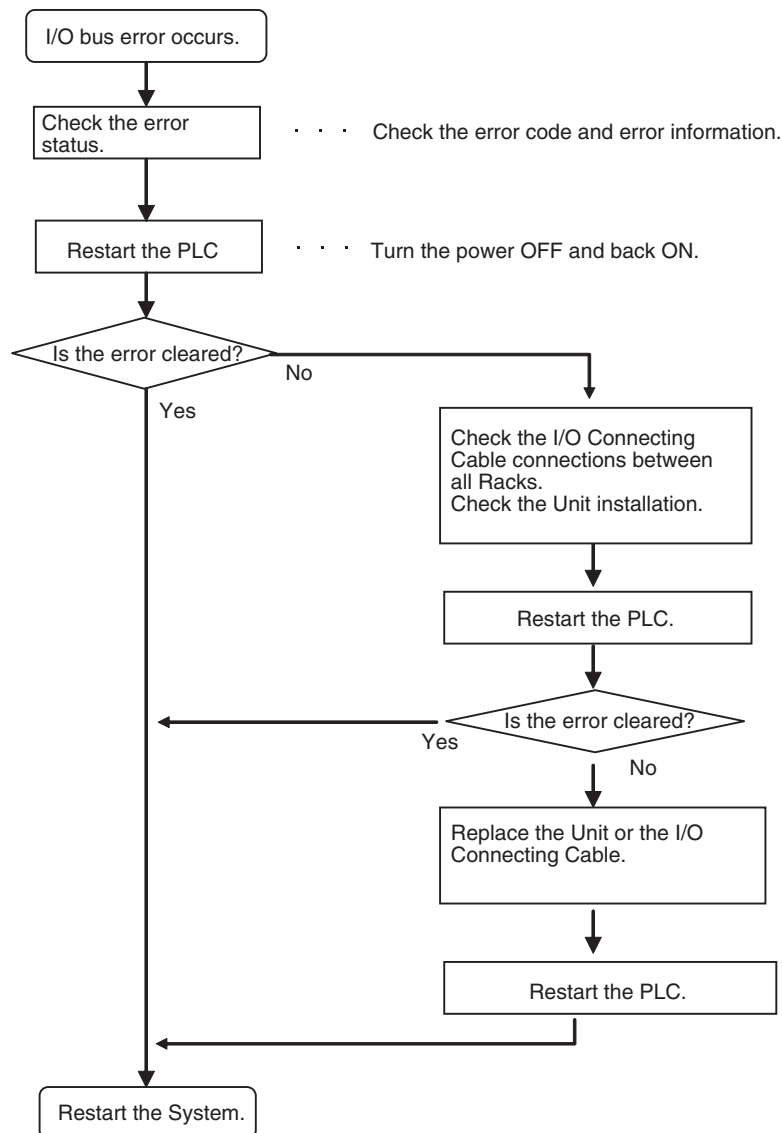 I/O bus error occurs.
Check the error
status.
· · · Check the error code and error information.
Restart the PLC
· · · Turn the power OFF and back ON.
Is the error cleared?
No
Yes
Check the I/O Connecting
Cable connections between
all Racks.
Check the Unit installation.
Restart the PLC.
Is the error cleared?
Yes
No
Replace the Unit or the I/O
Connecting Cable.
Restart the PLC.
Restart the System.